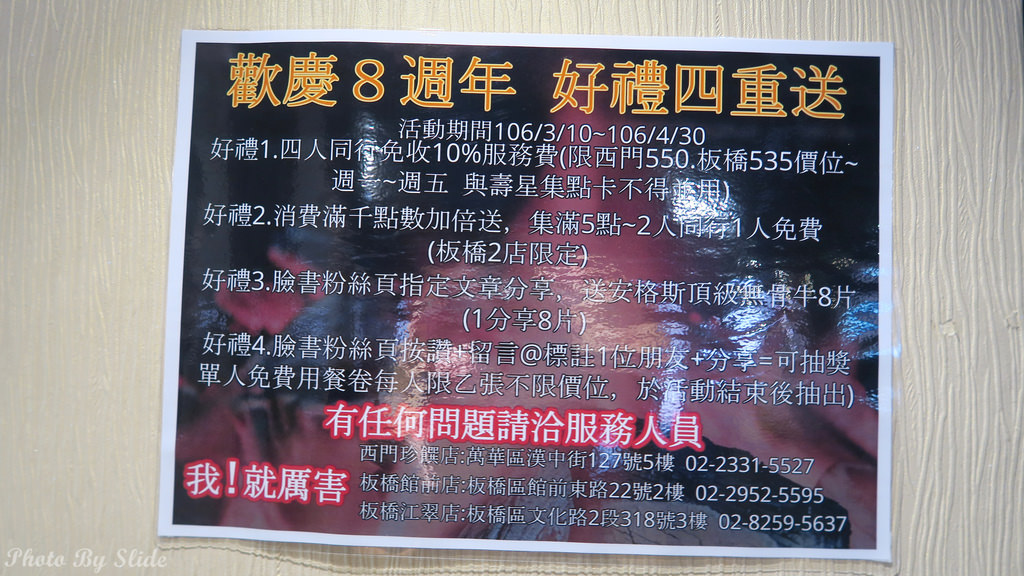 歡慶8週年 好禮四重送
活動期間106/3/10~106/4/30
好禮1.四人同行免收10%服務費(限西門550.板橋535價位~
週一~週五 與壽星集點卡不得並用)
好禮2.消費滿千點數加倍送, 集滿5點~2人同行1人免費
(板橋2店限定)
好禮3.臉書粉絲頁指定文章分享, 送安格斯頂級無骨牛8片
(1分享8片)
好禮4.臉書粉絲頁按讚+留言@標註1位朋友+分享=可抽獎
單人免費用餐卷每人限乙張不限價位, 於活動結束後抽出)
有任何問題請洽服務人員
西門珍饌店:萬華區漢中街127號5樓 02-2331-5527
我!就厲害
板橋館前店:板橋區館前東路22號2樓 02-2952-5595
板橋江翠店:板橋區文化路2段318號3樓 02-8259-5637
Photo By Slide